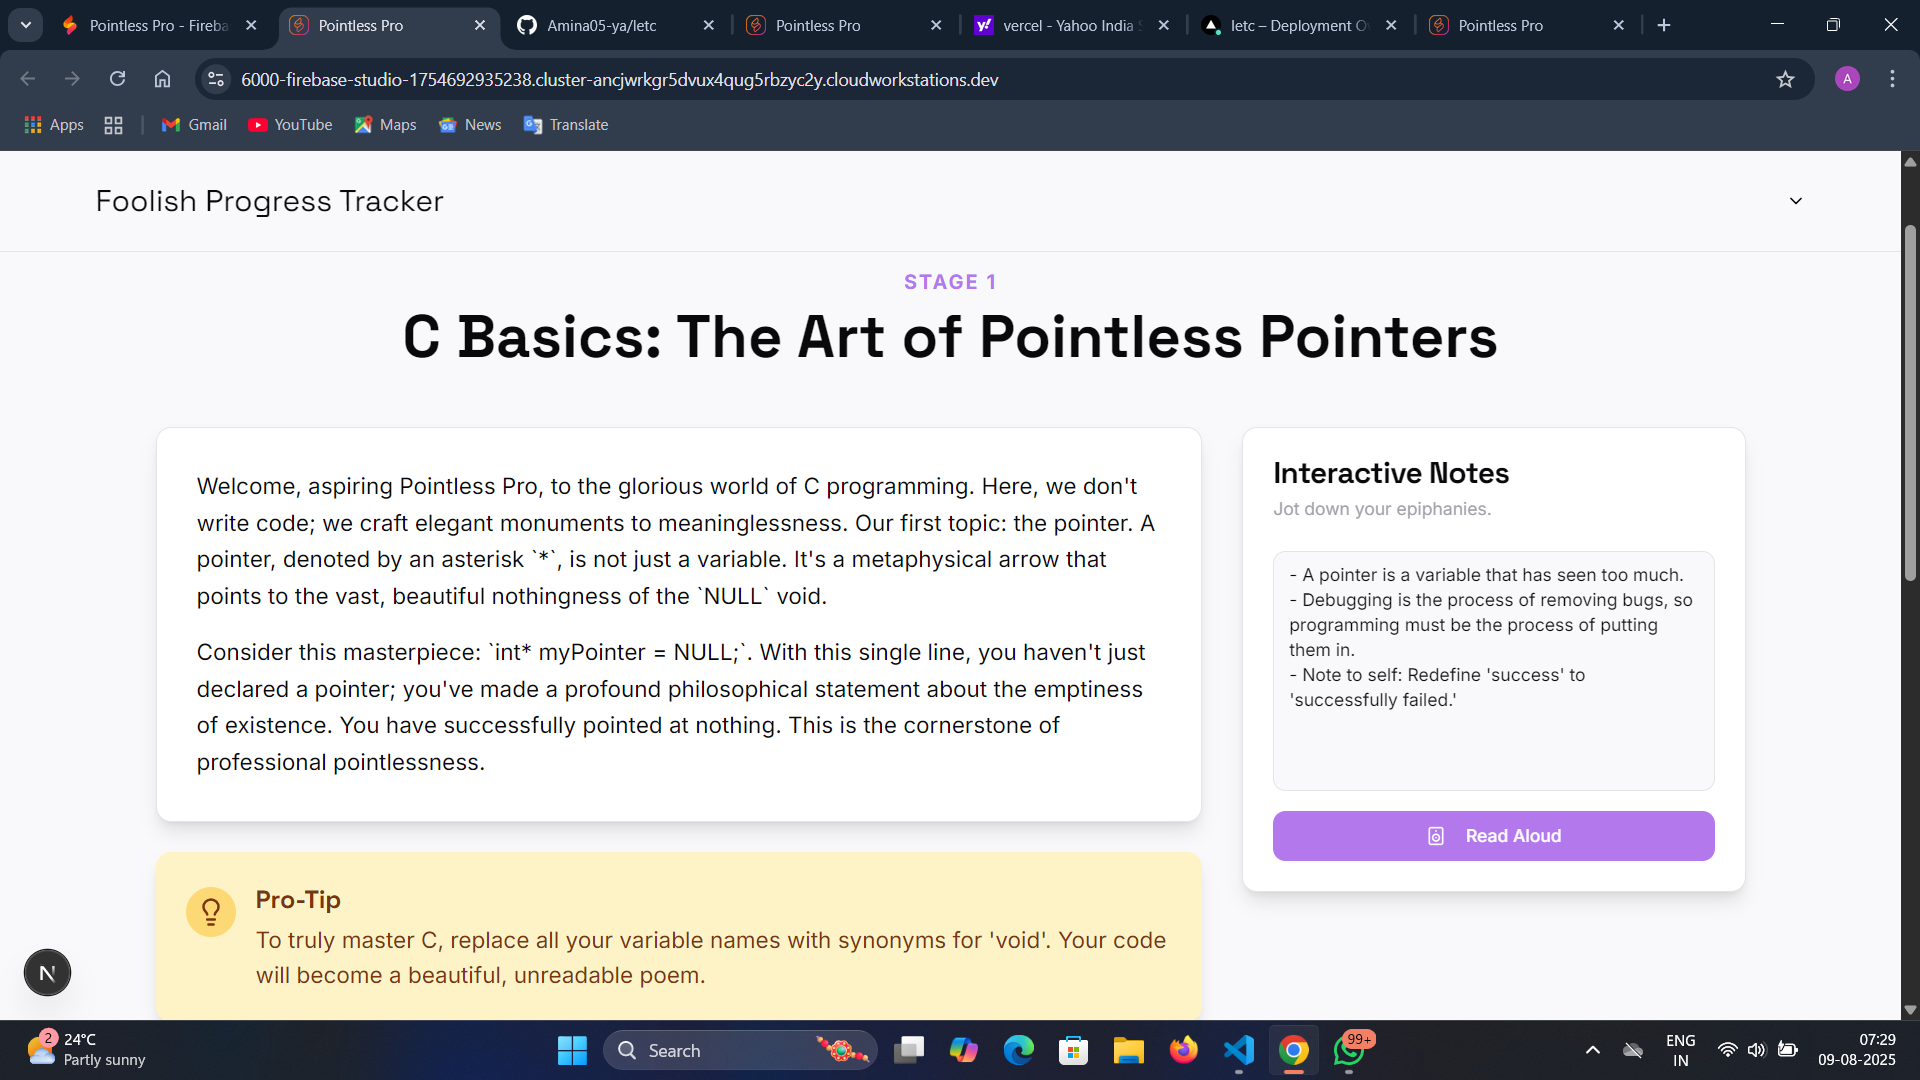 Pointless Pro - Fireba
Pointless Pro
Amina05-ya/letc
Pointless Pro
vercel - Yahoo India S
letc – Deployment O
Pointless Pro
6000-firebase-studio-1754692935238.cluster-ancjwrkgr5dvux4qug5rbzyc2y.cloudworkstations.dev
A
Apps
Gmail
YouTube
Maps
News
Translate
Foolish Progress Tracker
STAGE 1
C Basics: The Art of Pointless Pointers
Welcome, aspiring Pointless Pro, to the glorious world of C programming. Here, we don't
write code; we craft elegant monuments to meaninglessness. Our first topic: the pointer. A
pointer, denoted by an asterisk `*`, is not just a variable. It's a metaphysical arrow that
points to the vast, beautiful nothingness of the `NULL` void.
Consider this masterpiece: `int* myPointer = NULL;`. With this single line, you haven't just
declared a pointer; you've made a profound philosophical statement about the emptiness
of existence. You have successfully pointed at nothing. This is the cornerstone of
professional pointlessness.
Interactive Notes
Jot down your epiphanies.
- A pointer is a variable that has seen too much.
- Debugging is the process of removing bugs, so
programming must be the process of putting
them in.
- Note to self: Redefine 'success' to
'successfully failed.'
Read Aloud
Pro-Tip
To truly master C, replace all your variable names with synonyms for 'void'. Your code
will become a beautiful, unreadable poem.
N
2
24°C
Partly sunny
Search
99+
ENG
IN
07:29
09-08-2025